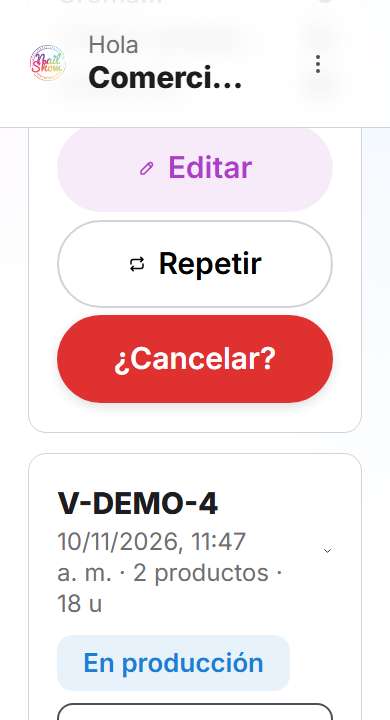 Hola
Comerci...
Editar
Repetir
¿Cancelar?
V-DEMO-4
10/11/2026, 11:47
a. m. · 2 productos ·
18 u
En producción